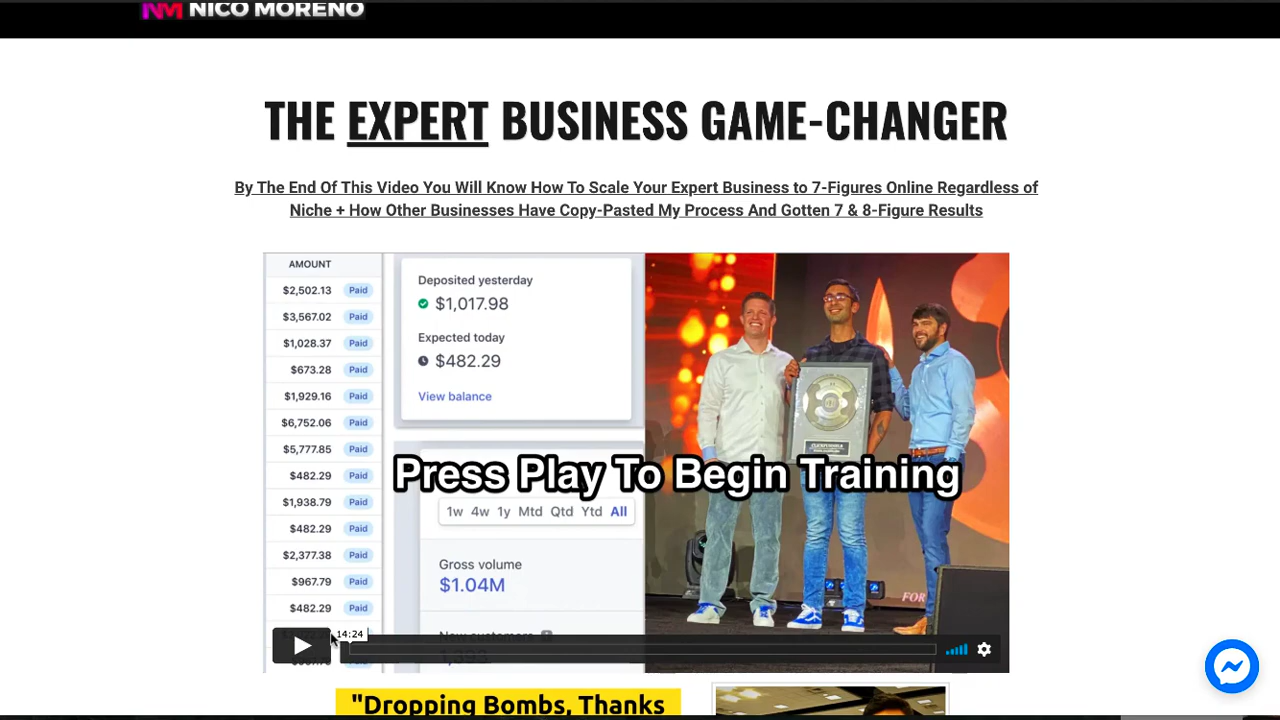 NM NICO MORENO
THE EXPERT BUSINESS GAME-CHANGER
By The End Of This Video You Will Know How To Scale Your Expert Business to 7-Figures Online Regardless of
Niche + How Other Businesses Have Copy-Pasted My Process And Gotten 7 & 8-Figure Results
AMOUNT
$2,502.13 Paid
$3,567.02 Paid
$1,028.37 Paid
$673.28 Paid
$1,929.16 Paid
$6,752.06 Paid
$5,777.85 Paid
$482.29 Paid
$1,938.79 Paid
$482.29 Paid
$2,377.38 Paid
$967.79 Paid
$482.29 Paid
Deposited yesterday
$1,017.98
Expected today
$482.29
View balance
Press Play To Begin Training
1w 4w 1y Mtd Qtd Ytd All
Gross volume
$1.04M
New customers
FOR
14:24
"Dropping Bombs, Thanks